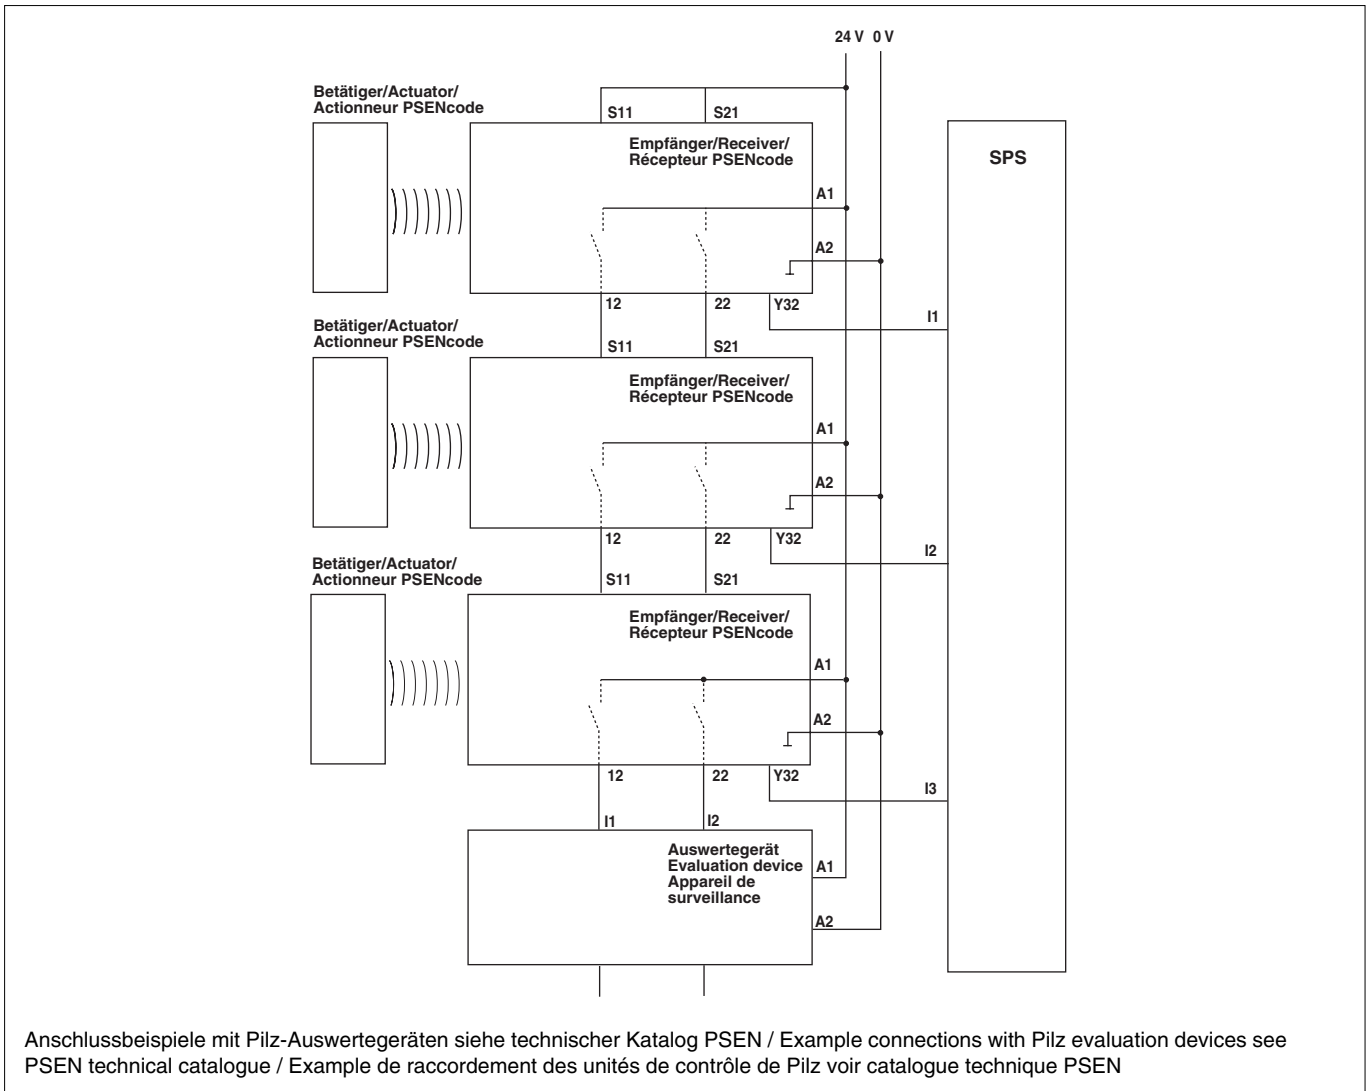 24 V 0 V
Betätiger/Actuator/
Actionneur PSENcode
S11 S21
Empfänger/Receiver/
Récepteur PSENcode
SPS
A1
A2
12 22 Y32
I1
Betätiger/Actuator/
Actionneur PSENcode
S11 S21
Empfänger/Receiver/
Récepteur PSENcode
A1
A2
12 22 Y32
I2
Betätiger/Actuator/
Actionneur PSENcode
S11 S21
Empfänger/Receiver/
Récepteur PSENcode
A1
A2
12 22 Y32
I3
I1 I2
Auswertegerät
Evaluation device
Appareil de
surveillance
A1
A2
Anschlussbeispiele mit Pilz-Auswertegeräten siehe technischer Katalog PSEN / Example connections with Pilz evaluation devices see
PSEN technical catalogue / Example de raccordement des unités de contrôle de Pilz voir catalogue technique PSEN